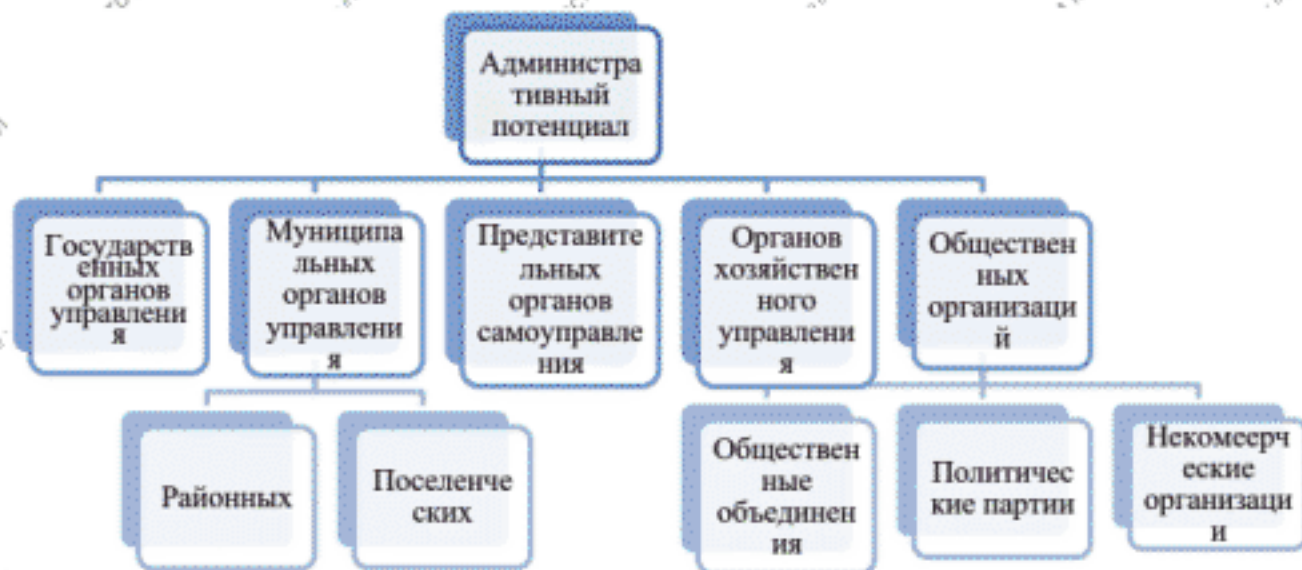 Администра
тивный
потенциал
Государств
енных
органов
управлени
я
Муниципа
льных
органов
управлени
я
Представите
льных
органов
самоуправле
ния
Органов
хозяйствен
ного
управлени
я
Обществен
ных
организаци
й
Районных
Поселенче
ских
Обществен
ные
объединен
ия
Политичес
кие партии
Некомеерч
еские
организаци
и